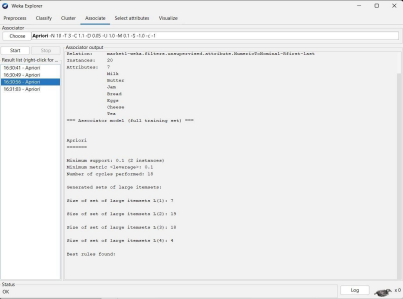 Weka Explorer
Preprocess Classify Cluster Associate Select attributes Visualize
Associator
Choose Apriori -N 10 -T 3 -C 1.1 -D 0.05 -U 1.0 -M 0.1 -S -1.0 -c -1
Start Stop
Associator output
Result list (right-click for ...
16:30:41 - Apriori
16:30:49 - Apriori
16:30:56 - Apriori
16:31:03 - Apriori
Relation: market-weka.filters.unsupervised.attribute.NumericToNominal-Rfirst-last
Instances: 20
Attributes: 7
Milk
Butter
Jam
Bread
Eggs
Cheese
Tea
=== Associator model (full training set) ===
Apriori
=======
Minimum support: 0.1 (2 instances)
Minimum metric <leverage>: 0.1
Number of cycles performed: 18
Generated sets of large itemsets:
Size of set of large itemsets L(1): 7
Size of set of large itemsets L(2): 19
Size of set of large itemsets L(3): 18
Size of set of large itemsets L(4): 4
Best rules found:
Status
OK
Log
x 0